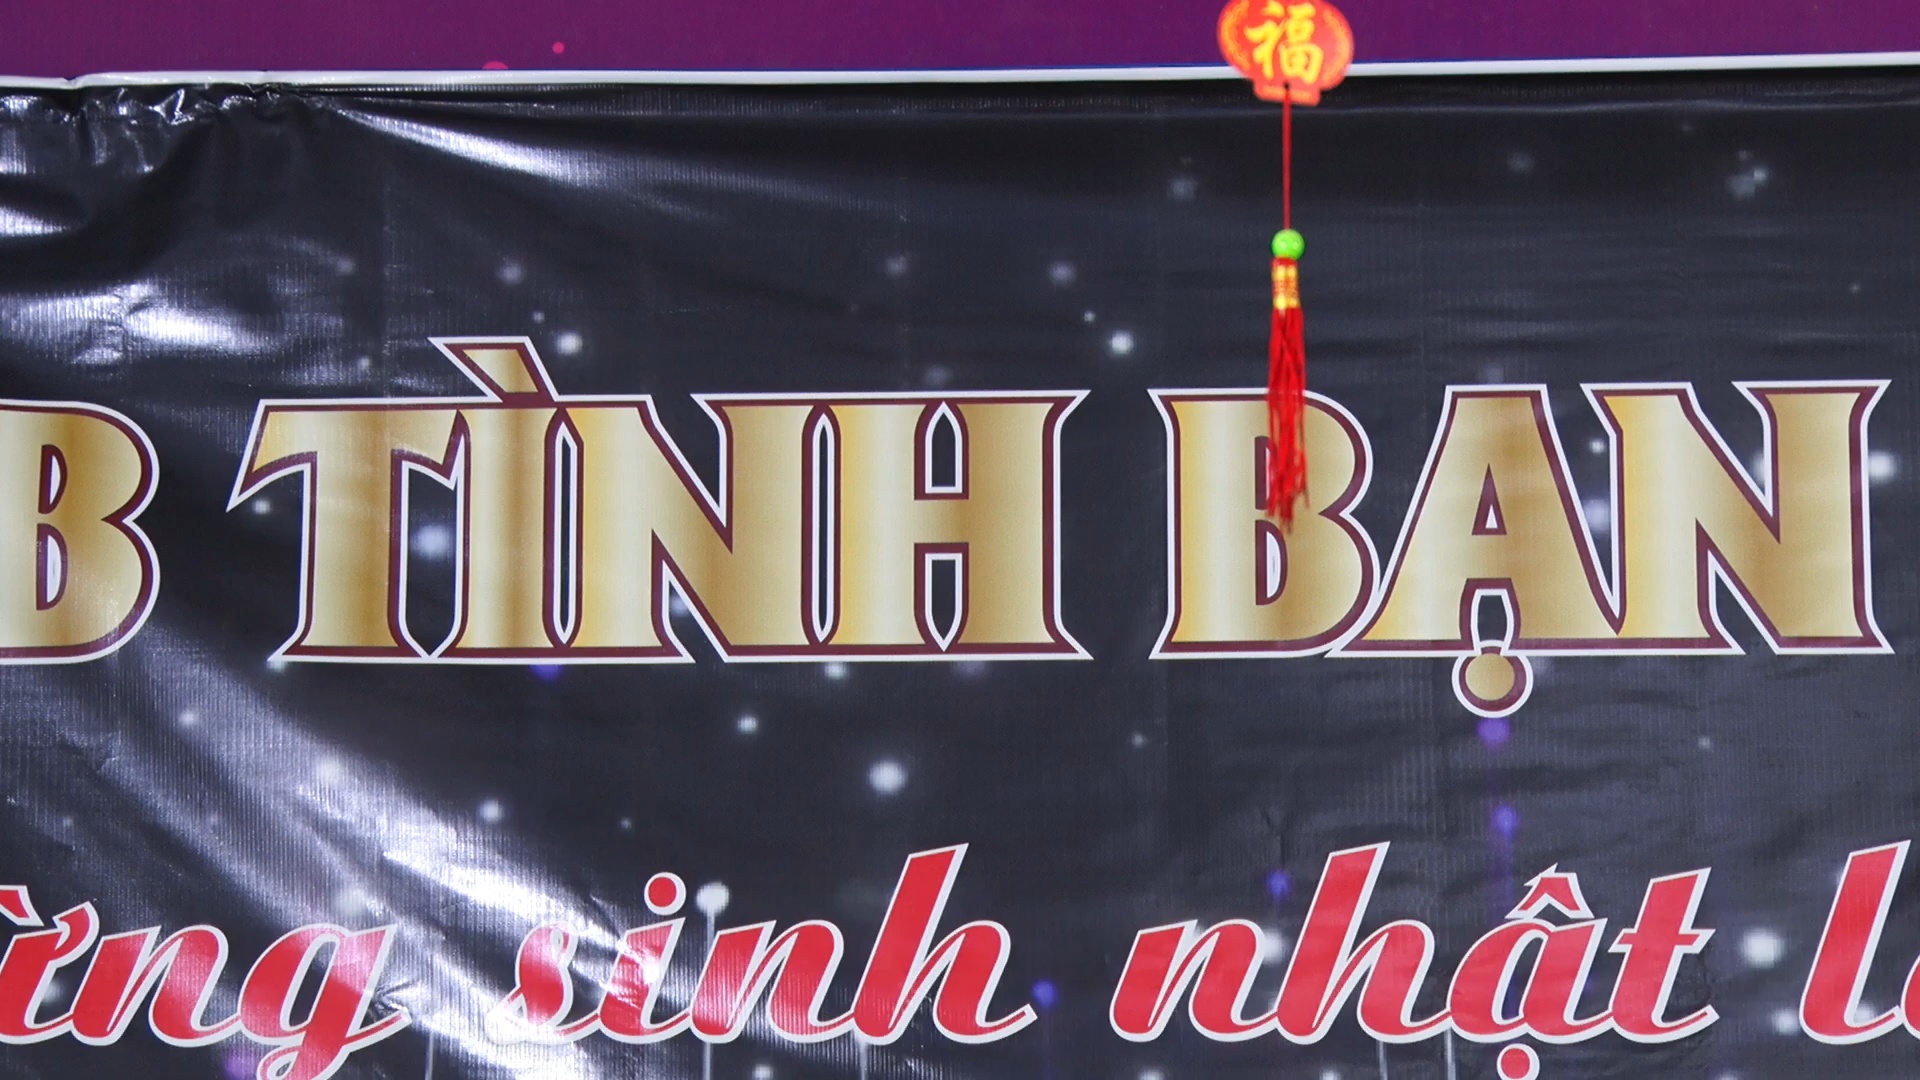 福
B TÌNH BẠN
ừng sinh nhật l